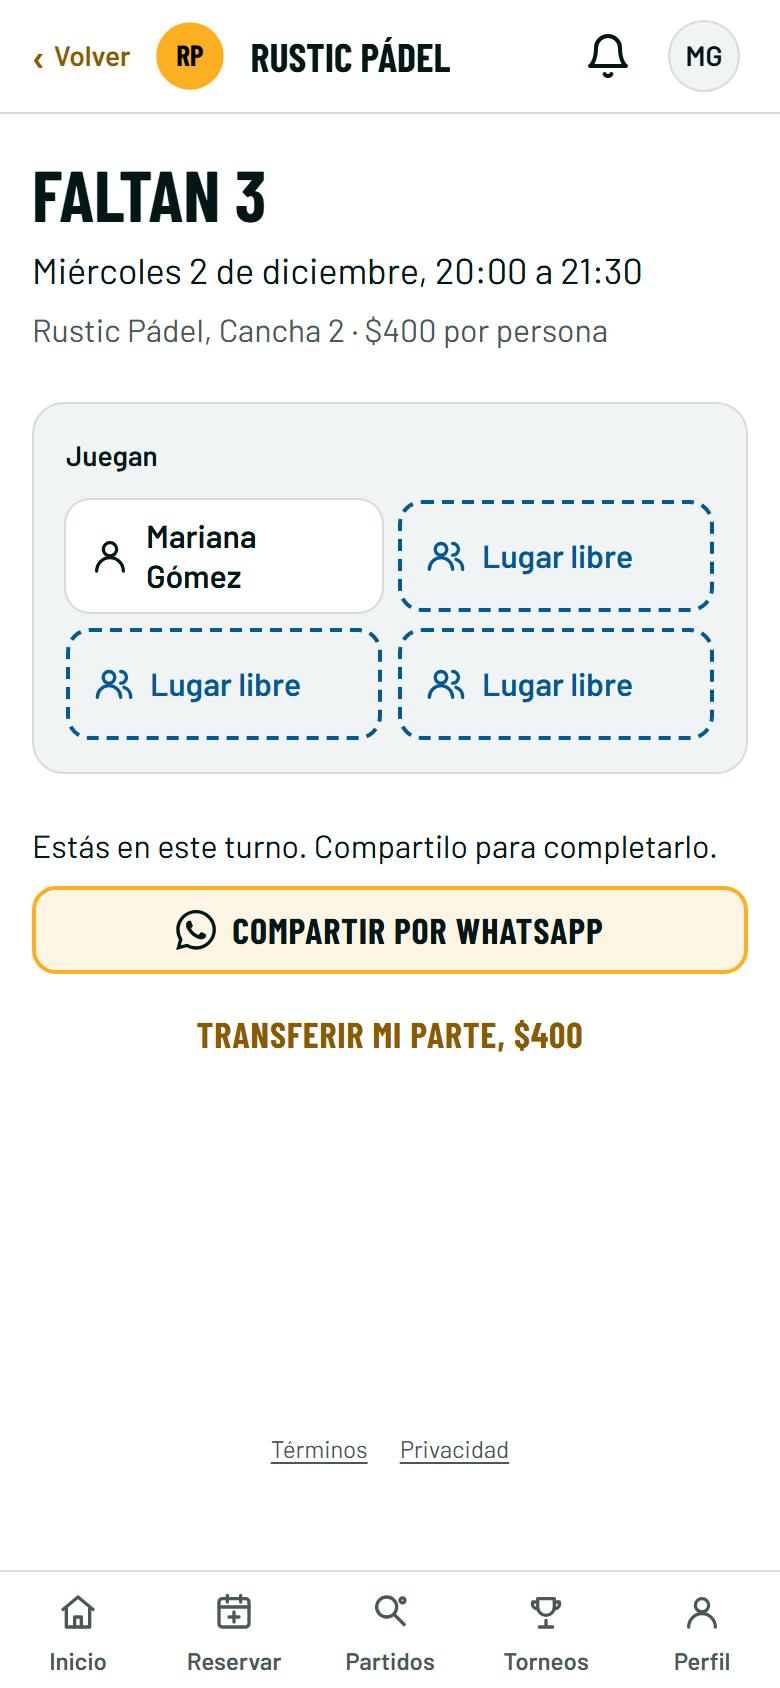 ‹ Volver RP RUSTIC PÁDEL MG
FALTAN 3
Miércoles 2 de diciembre, 20:00 a 21:30
Rustic Pádel, Cancha 2 · $400 por persona
Juegan
Mariana
Gómez
Lugar libre
Lugar libre
Lugar libre
Estás en este turno. Compartilo para completarlo.
COMPARTIR POR WHATSAPP
TRANSFERIR MI PARTE, $400
Términos Privacidad
Inicio Reservar Partidos Torneos Perfil